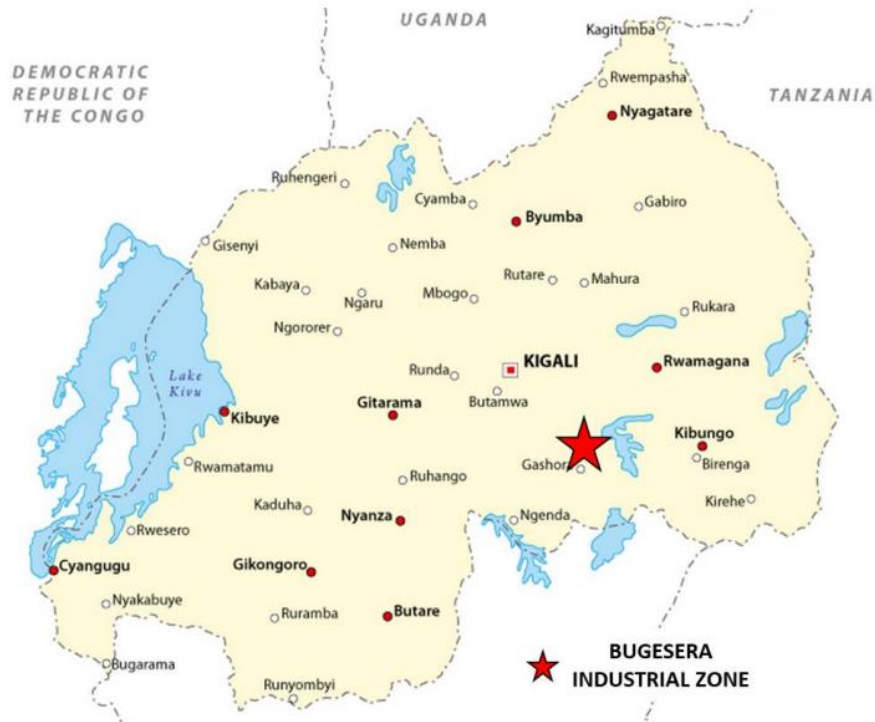 UGANDA
Kagitumba
DEMOCRATIC
REPUBLIC OF
THE CONGO
Rwempasha
TANZANIA
Nyagatare
Ruhengeri
Cyamba
Gabiro
Byumba
Gisenyi
Nemba
Kabaya
Ngaru
Mbogo
Rutare
Mahura
Rukara
Ngororer
Lake
Kivu
Runda
KIGALI
Rwamagana
Butamwa
Kibuye
Gitarama
Kibungo
Rwamatamu
Ruhango
Gashora
Birenga
Kaduha
Nyanza
Ngenda
Kirehe
Rwesero
Cyangugu
Gikongoro
Nyakabuye
Ruramba
Butare
Bugarama
Runyombyi
BUGESERA
INDUSTRIAL ZONE